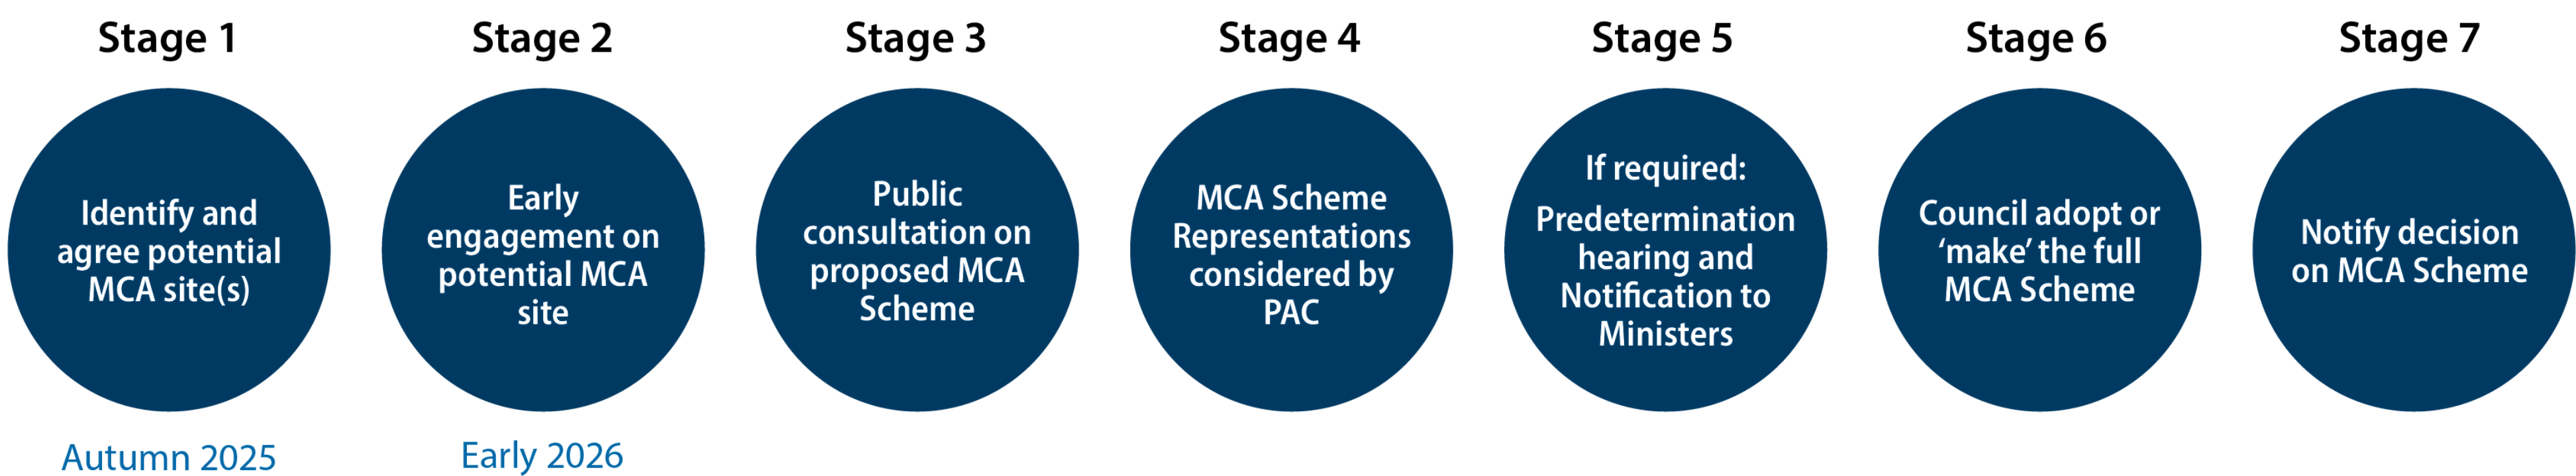 Stage 1
Identify and
agree potential
MCA site(s)
Autumn 2025
Stage 2
Early
engagement on
potential MCA
site
Early 2026
Stage 3
Public
consultation on
proposed MCA
Scheme
Stage 4
MCA Scheme
Representations
considered by
PAC
Stage 5
If required:
Predetermination
hearing and
Notification to
Ministers
Stage 6
Council adopt or
‘make’ the full
MCA Scheme
Stage 7
Notify decision
on MCA Scheme